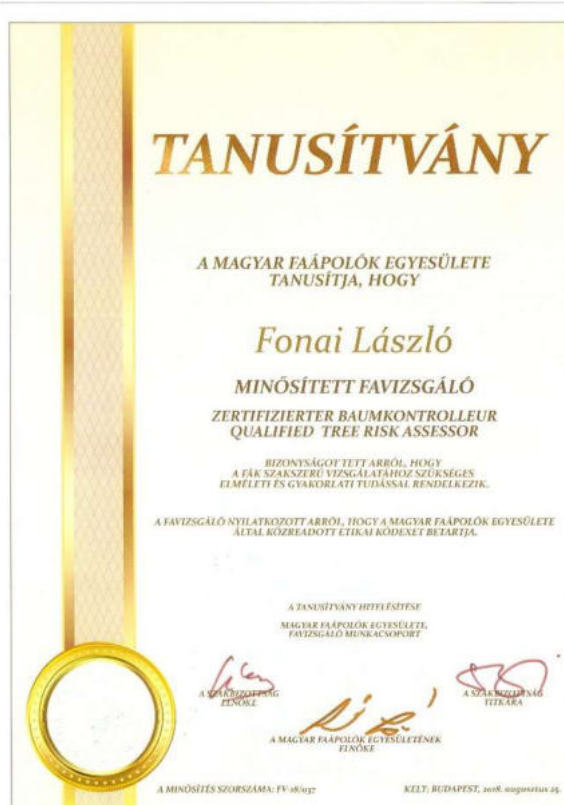 TANUSÍTVÁNY
A MAGYAR FAÁPOLÓK EGYESÜLETE
TANUSÍTJA, HOGY
Fonai László
MINŐSÍTETT FAVIZSGÁLÓ
ZERTIFIZIERTER BAUMKONTROLLEUR
QUALIFIED TREE RISK ASSESSOR
BIZONYSÁGOT TETT ARRÓL, HOGY
A FÁK SZAKSZERŰ VIZSGÁLATÁHOZ SZÜKSÉGES
ELMÉLETI ÉS GYAKORLATI TUDÁSSAL RENDELKEZIK.
A FAVIZSGÁLÓ NYILATKOZOTT ARRÓL, HOGY A MAGYAR FAÁPOLÓK EGYESÜLETE
ÁLTAL KÖZREADOTT ETIKAI KÓDEXET BETARTJA.
A TANUSÍTVÁNY HITELESÍTÉSE
MAGYAR FAÁPOLÓK EGYESÜLETE,
FAVIZSGÁLÓ MUNKACSOPORT
A SZAKBIZOTTSÁG
ELNÖKE
A SZAKBIZOTTSÁG
TITKÁRA
A MAGYAR FAÁPOLÓK EGYESÜLETÉNEK
ELNÖKE
A MINŐSÍTÉS SZORSZÁMA: FV-18/037
KELT: BUDAPEST, 2018. augusztus 25.